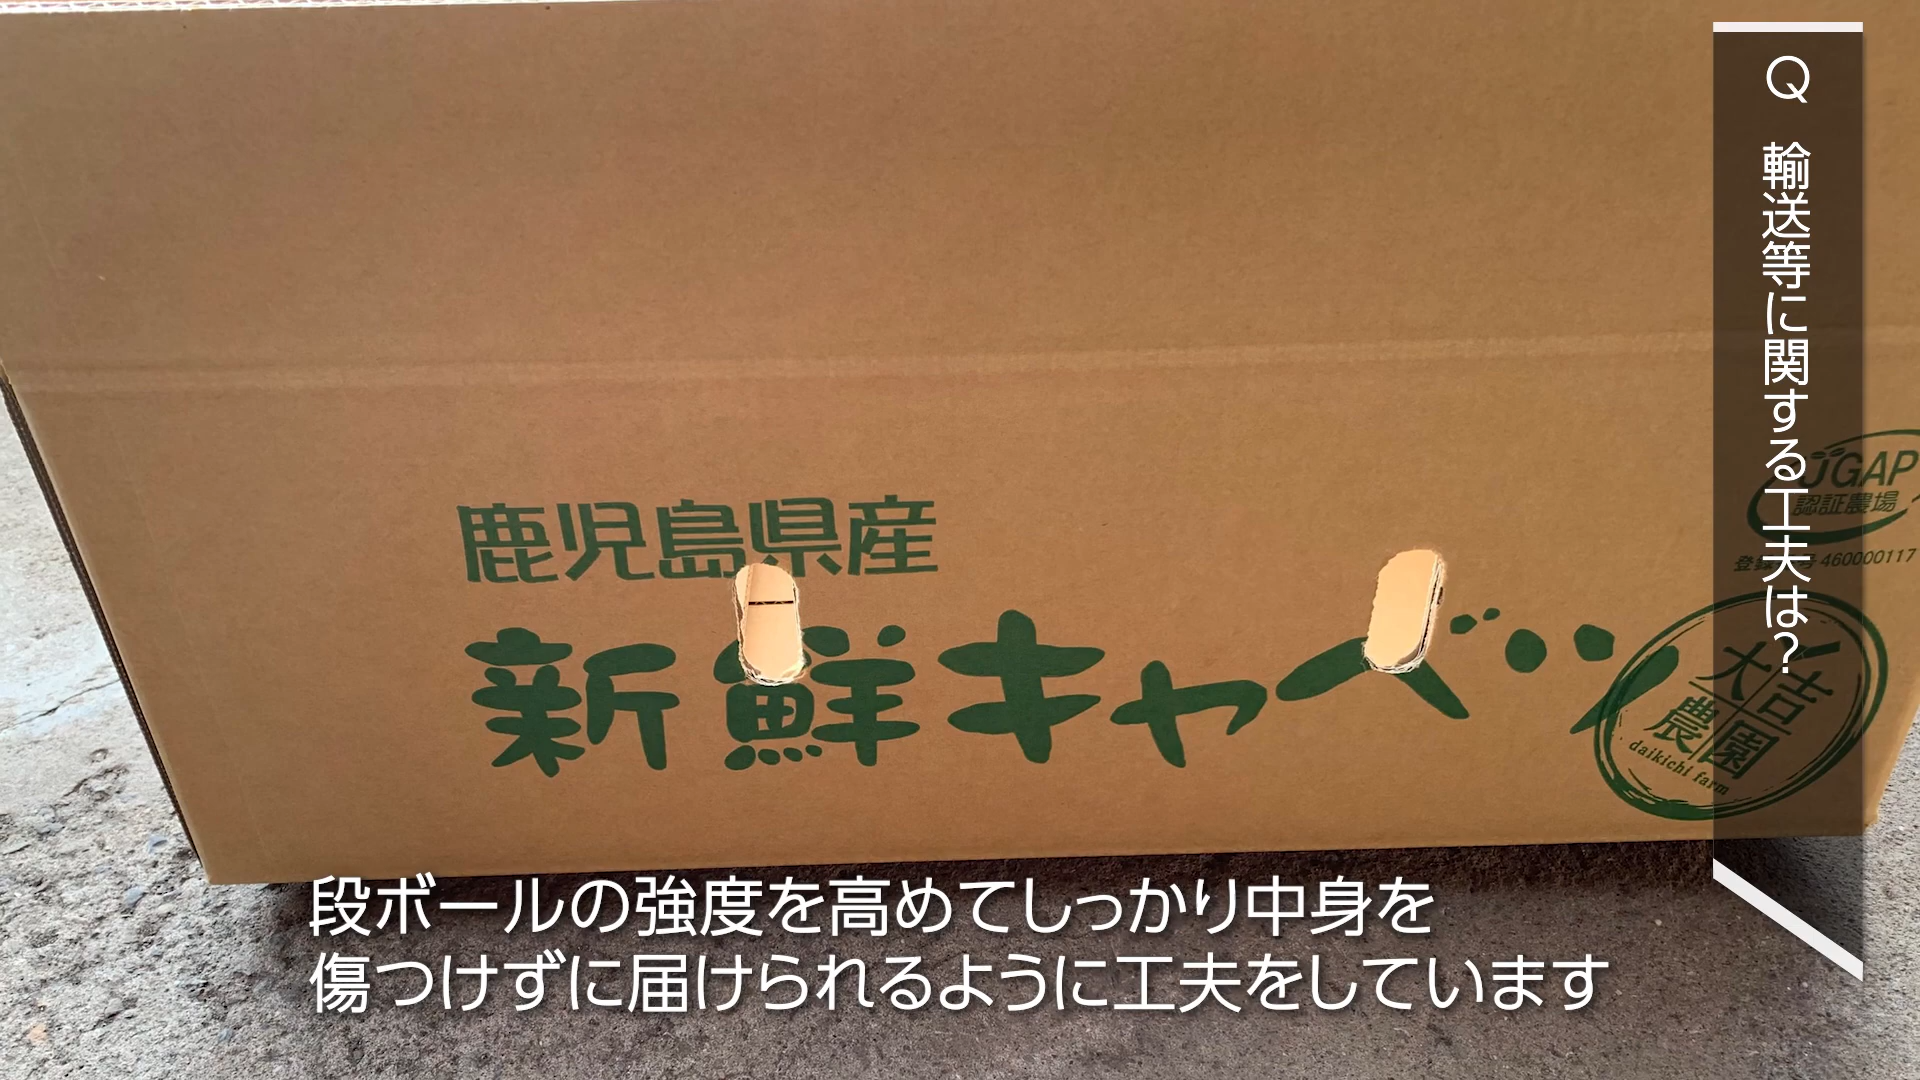 Q 輸送等に関する工夫は?
鹿児島県産
新鮮キャベツ
JGAP
認証農場
460000117
大吉
農園
daikichi farm
段ボールの強度を高めてしっかり中身を
傷つけずに届けられるように工夫をしています